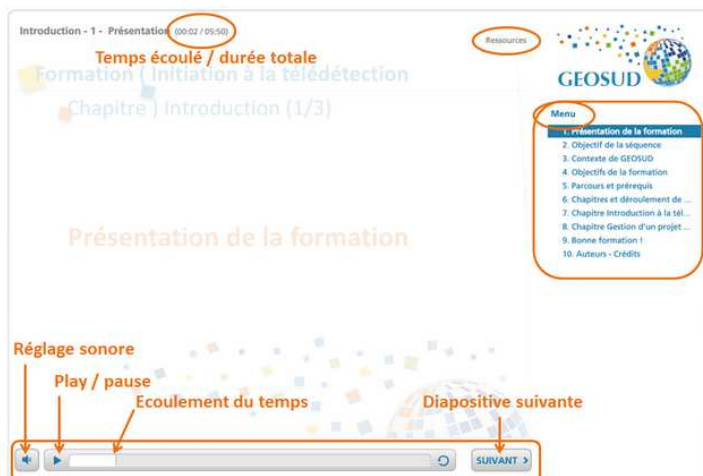 Introduction - 1 - Présentation (00:02 / 05:50)
Temps écoulé / durée totale
Formation ( Initiation à la télédétection
Chapitre ) Introduction (1/3)
Présentation de la formation
Ressources
GEOSUD
Menu
1. Présentation de la formation
2. Objectif de la séquence
3. Contexte de GEOSUD
4. Objectifs de la formation
5. Parcours et prérequis
6. Chapitres et déroulement de ...
7. Chapitre Introduction à la tél...
8. Chapitre Gestion d'un projet ...
9. Bonne formation !
10. Auteurs - Crédits
Réglage sonore
Play / pause
Ecoulement du temps
Diapositive suivante
SUIVANT >